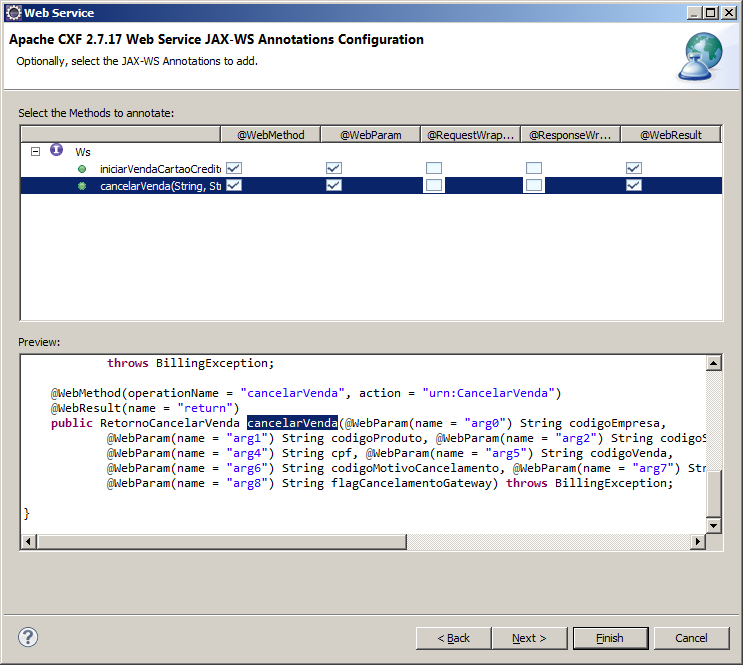 Web Service
Apache CXF 2.7.17 Web Service JAX-WS Annotations Configuration
Optionally, select the JAX-WS Annotations to add.
Select the Methods to annotate:
@WebMethod @WebParam @RequestWrap... @ResponseWr... @WebResult
Ws
iniciarVendaCartaoCredit
cancelarVenda(String, St
Preview:
throws BillingException;
@WebMethod(operationName = "cancelarVenda", action = "urn:CancelarVenda")
@WebResult(name = "return")
public RetornoCancelarVenda cancelarVenda(@WebParam(name = "arg0") String codigoEmpresa,
@WebParam(name = "arg1") String codigoProduto, @WebParam(name = "arg2") String codigoS
@WebParam(name = "arg4") String cpf, @WebParam(name = "arg5") String codigoVenda,
@WebParam(name = "arg6") String codigoMotivoCancelamento, @WebParam(name = "arg7") Str
@WebParam(name = "arg8") String flagCancelamentoGateway) throws BillingException;
}
?
< Back Next > Finish Cancel